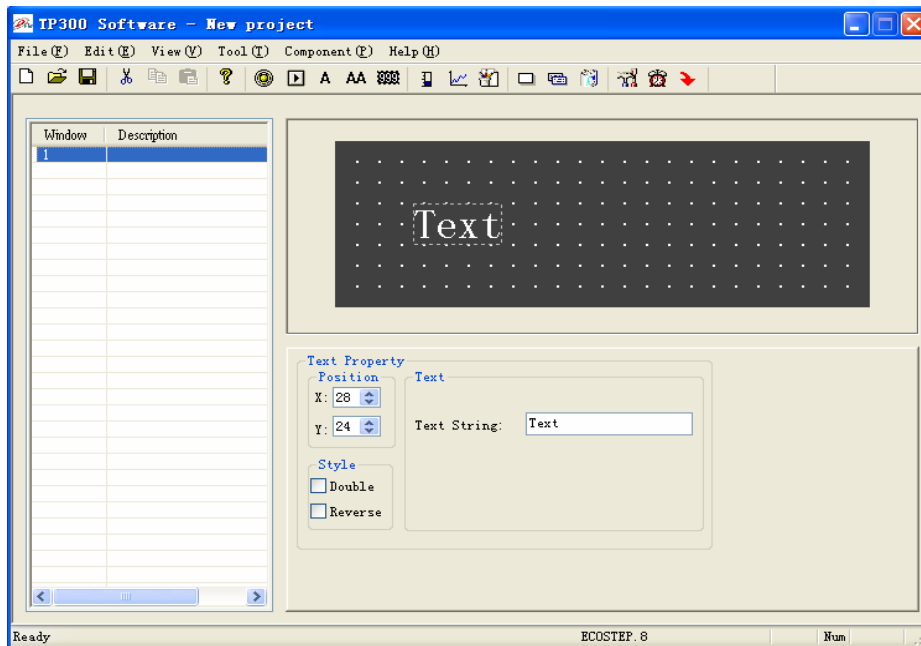 TP300 Software - New project
File(F) Edit(E) View(V) Tool(T) Component(P) Help(H)
A AA
Window Description
1
Text
Text Property
Position
X: 28
Y: 24
Text
Text String: Text
Style
Double
Reverse
Ready ECOSTEP.8 Num